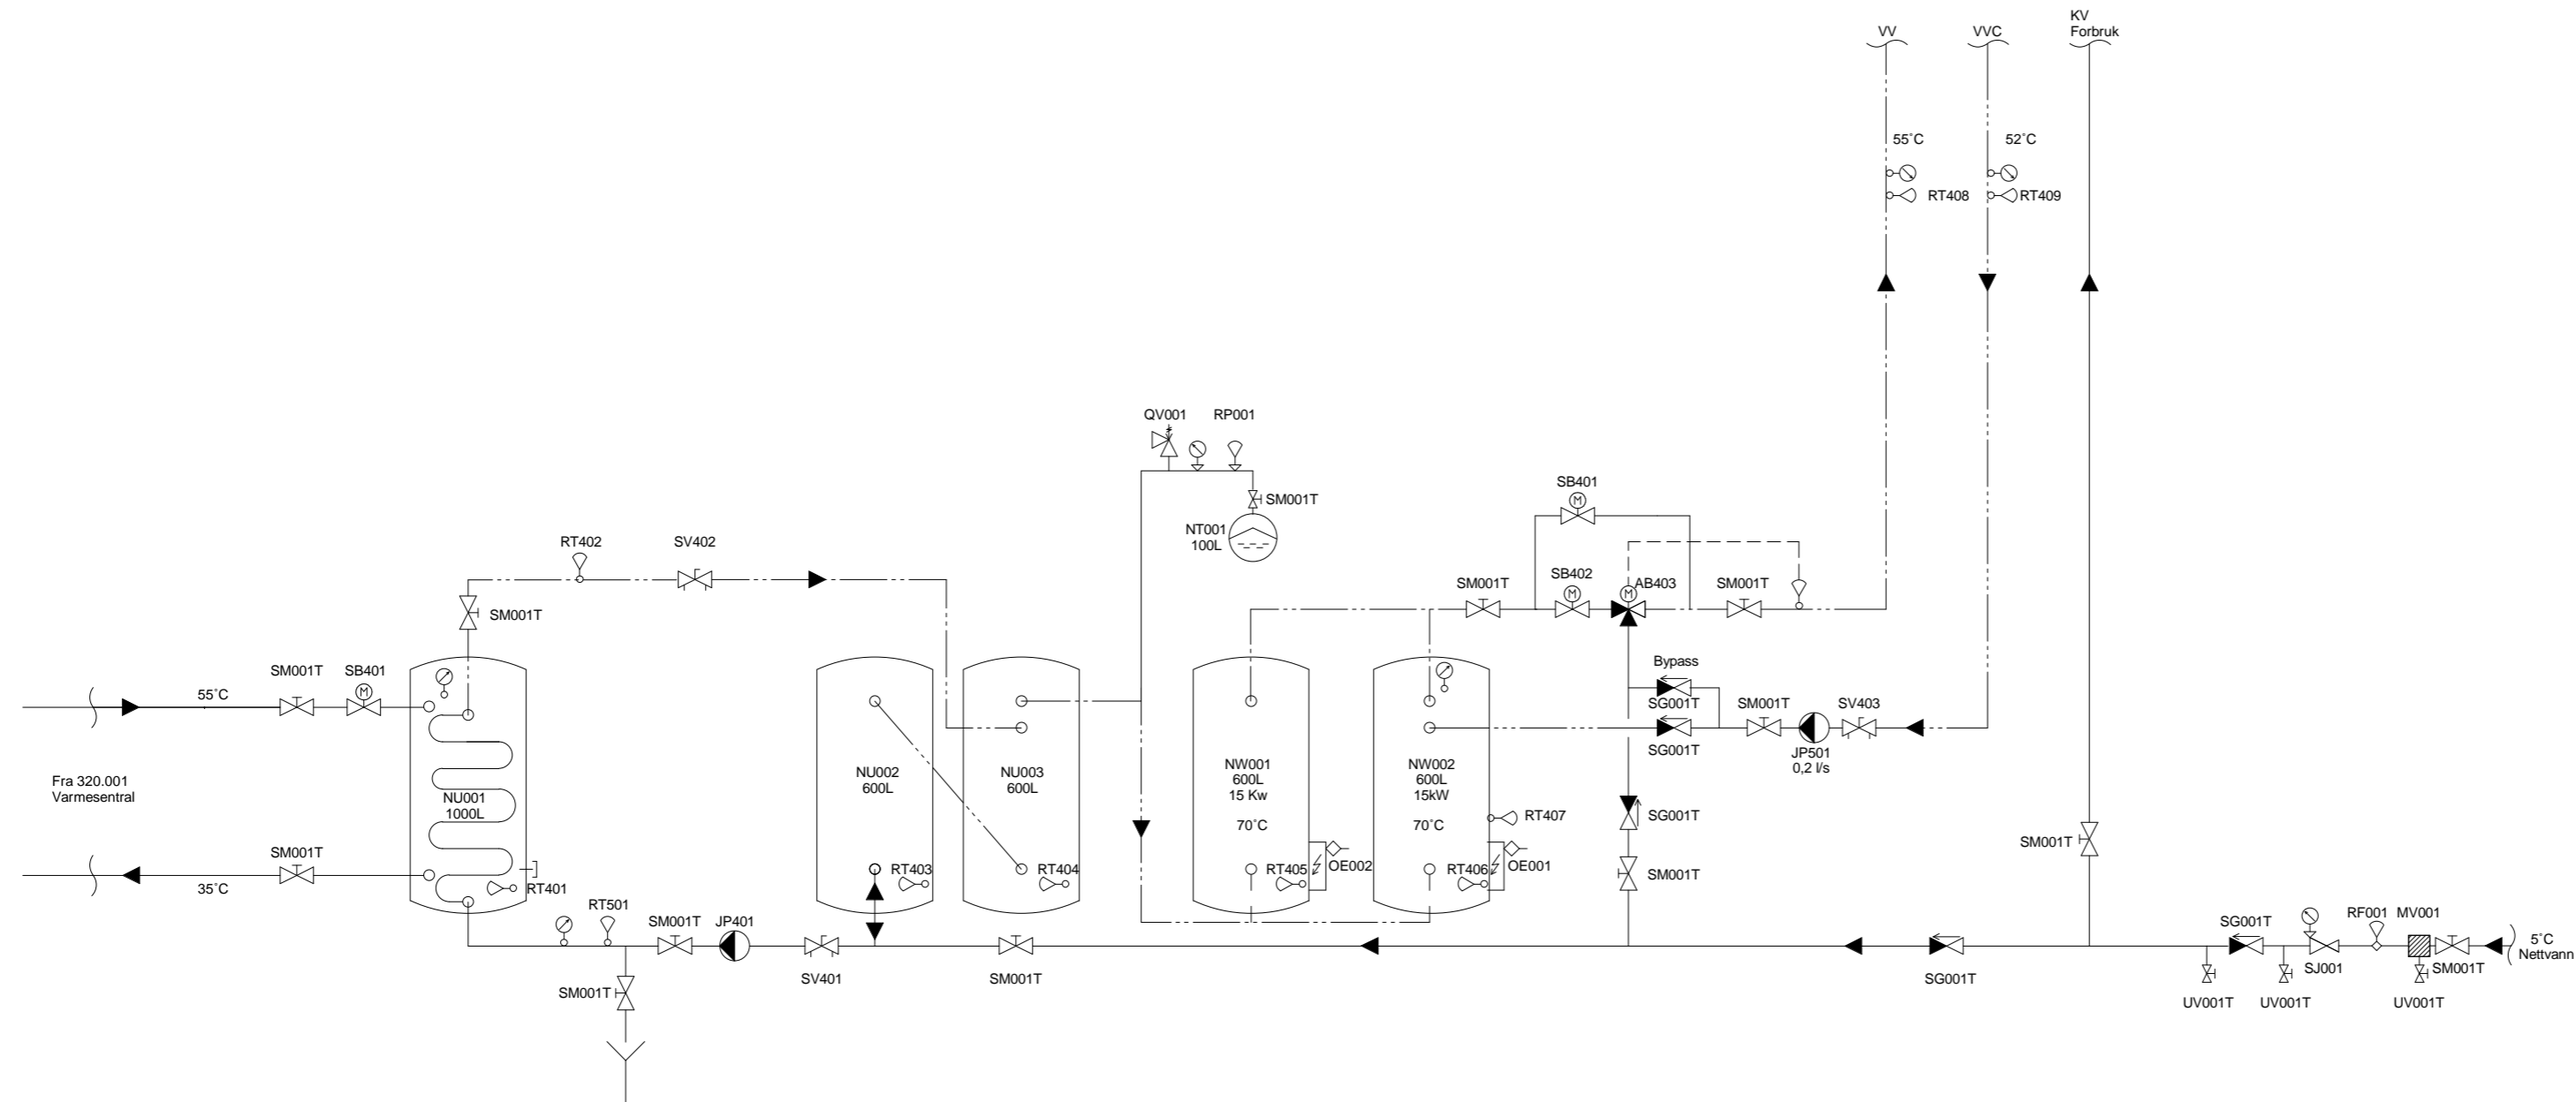 KV
Forbruk
VV
VVC
55°C
52°C
RT408
RT409
QV001
RP001
SM001T
NT001
100L
SB401
RT402
SV402
SB402
AB403
SM001T
SM001T
SM001T
SM001T
SB401
55°C
Bypass
SG001T
SM001T
SV403
SG001T
JP501
0,2 l/s
Fra 320.001
Varmesentral
NU001
1000L
NU002
600L
NU003
600L
NW001
600L
15 Kw
70°C
NW002
600L
15kW
70°C
RT407
SG001T
SM001T
SM001T
35°C
RT401
RT403
RT404
RT405
OE002
RT406
OE001
SM001T
RT501
SM001T
JP401
SV401
SM001T
SM001T
SG001T
SG001T
RF001
MV001
SJ001
SM001T
5°C
Nettvann
UV001T
UV001T
UV001T
M
M
M
M